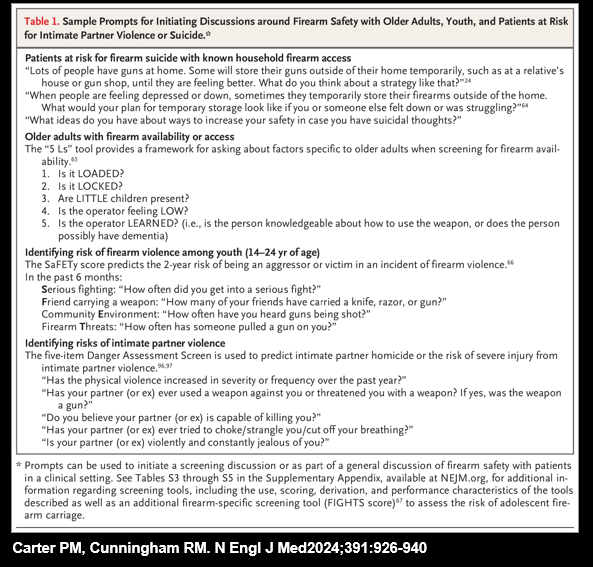 Table 1. Sample Prompts for Initiating Discussions around Firearm Safety with Older Adults, Youth, and Patients at Risk
for Intimate Partner Violence or Suicide.*
Patients at risk for firearm suicide with known household firearm access
“Lots of people have guns at home. Some will store their guns outside of their home temporarily, such as at a relative’s
house or gun shop, until they are feeling better. What do you think about a strategy like that?”24
“When people are feeling depressed or down, sometimes they temporarily store their firearms outside of the home.
What would your plan for temporary storage look like if you or someone else felt down or was struggling?”64
“What ideas do you have about ways to increase your safety in case you have suicidal thoughts?”
Older adults with firearm availability or access
The “5 Ls” tool provides a framework for asking about factors specific to older adults when screening for firearm avail-
ability.65
1. Is it LOADED?
2. Is it LOCKED?
3. Are LITTLE children present?
4. Is the operator feeling LOW?
5. Is the operator LEARNED? (i.e., is the person knowledgeable about how to use the weapon, or does the person
possibly have dementia)
Identifying risk of firearm violence among youth (14–24 yr of age)
The SaFETy score predicts the 2-year risk of being an aggressor or victim in an incident of firearm violence.66
In the past 6 months:
Serious fighting: “How often did you get into a serious fight?”
Friend carrying a weapon: “How many of your friends have carried a knife, razor, or gun?”
Community Environment: “How often have you heard guns being shot?”
Firearm Threats: “How often has someone pulled a gun on you?”
Identifying risks of intimate partner violence
The five-item Danger Assessment Screen is used to predict intimate partner homicide or the risk of severe injury from
intimate partner violence.96,97
“Has the physical violence increased in severity or frequency over the past year?”
“Has your partner (or ex) ever used a weapon against you or threatened you with a weapon? If yes, was the weapon
a gun?”
“Do you believe your partner (or ex) is capable of killing you?”
“Has your partner (or ex) ever tried to choke/strangle you/cut off your breathing?”
“Is your partner (or ex) violently and constantly jealous of you?”
* Prompts can be used to initiate a screening discussion or as part of a general discussion of firearm safety with patients
in a clinical setting. See Tables S3 through S5 in the Supplementary Appendix, available at NEJM.org, for additional in-
formation regarding screening tools, including the use, scoring, derivation, and performance characteristics of the tools
described as well as an additional firearm-specific screening tool (FIGHTS score)67 to assess the risk of adolescent fire-
arm carriage.
Carter PM, Cunningham RM. N Engl J Med2024;391:926-940